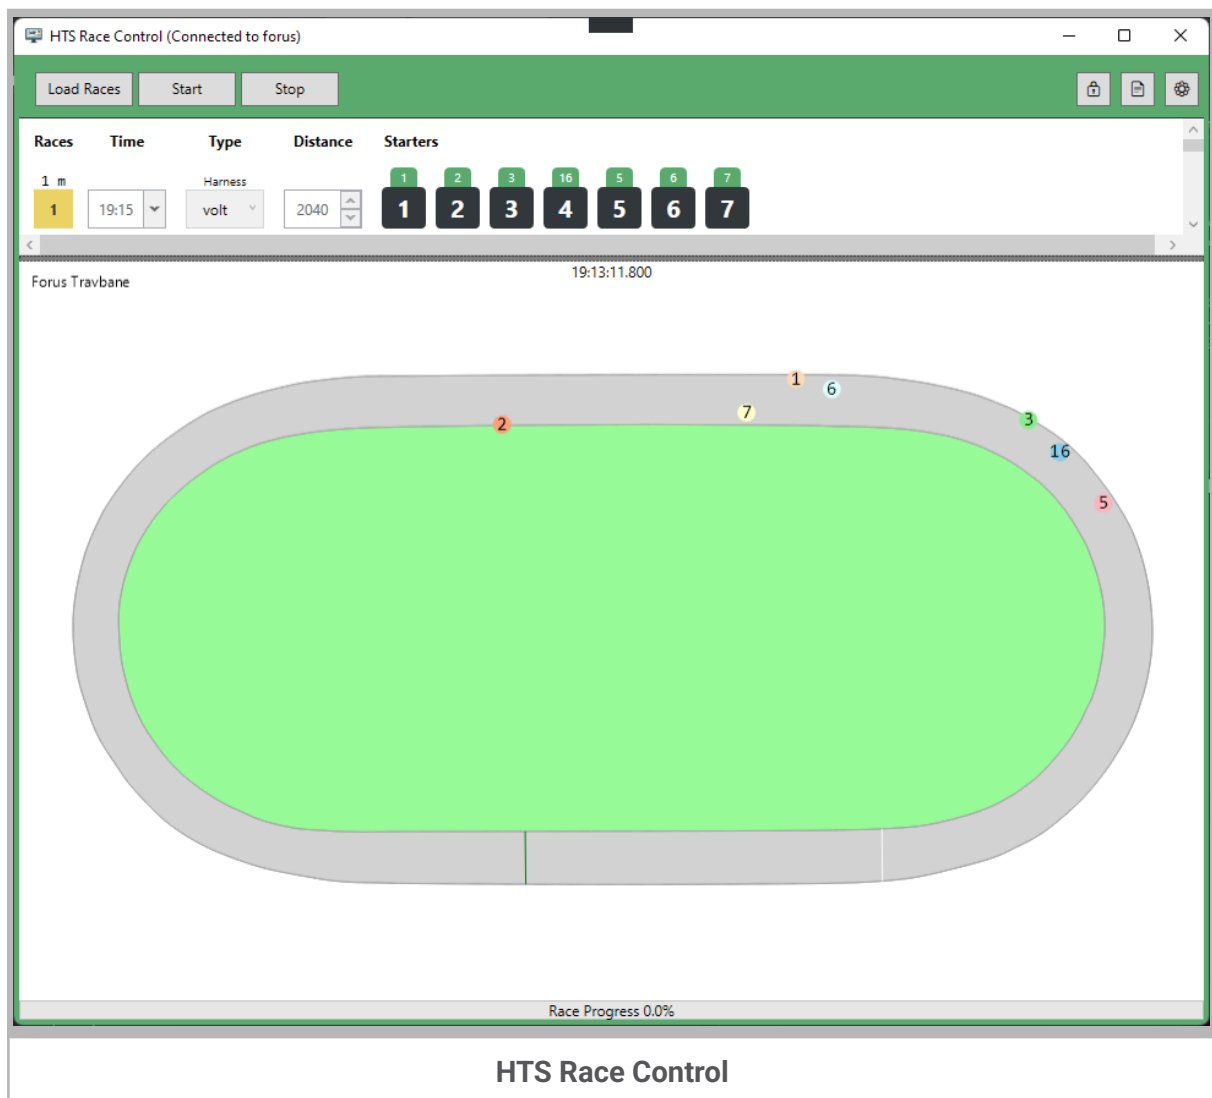 HTS Race Control (Connected to forus)
Load Races Start Stop
Races Time Type Distance Starters
1 m Harness 1 2 3 16 5 6 7
1 19:15 volt 2040 1 2 3 4 5 6 7
19:13:11.800
Forus Travbane
1
6
7
3
2
16
5
Race Progress 0.0%
HTS Race Control